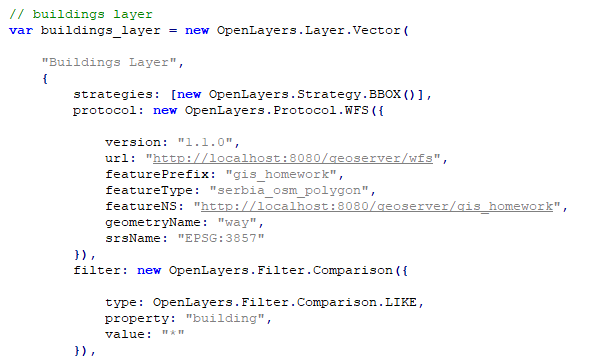 // buildings layer
var buildings_layer = new OpenLayers.Layer.Vector(
"Buildings Layer",
{
strategies: [new OpenLayers.Strategy.BBOX()],
protocol: new OpenLayers.Protocol.WFS({
version: "1.1.0",
url: "http://localhost:8080/geoserver/wfs",
featurePrefix: "gis_homework",
featureType: "serbia_osm_polygon",
featureNS: "http://localhost:8080/geoserver/gis_homework",
geometryName: "way",
srsName: "EPSG:3857"
}),
filter: new OpenLayers.Filter.Comparison({
type: OpenLayers.Filter.Comparison.LIKE,
property: "building",
value: "*"
}),